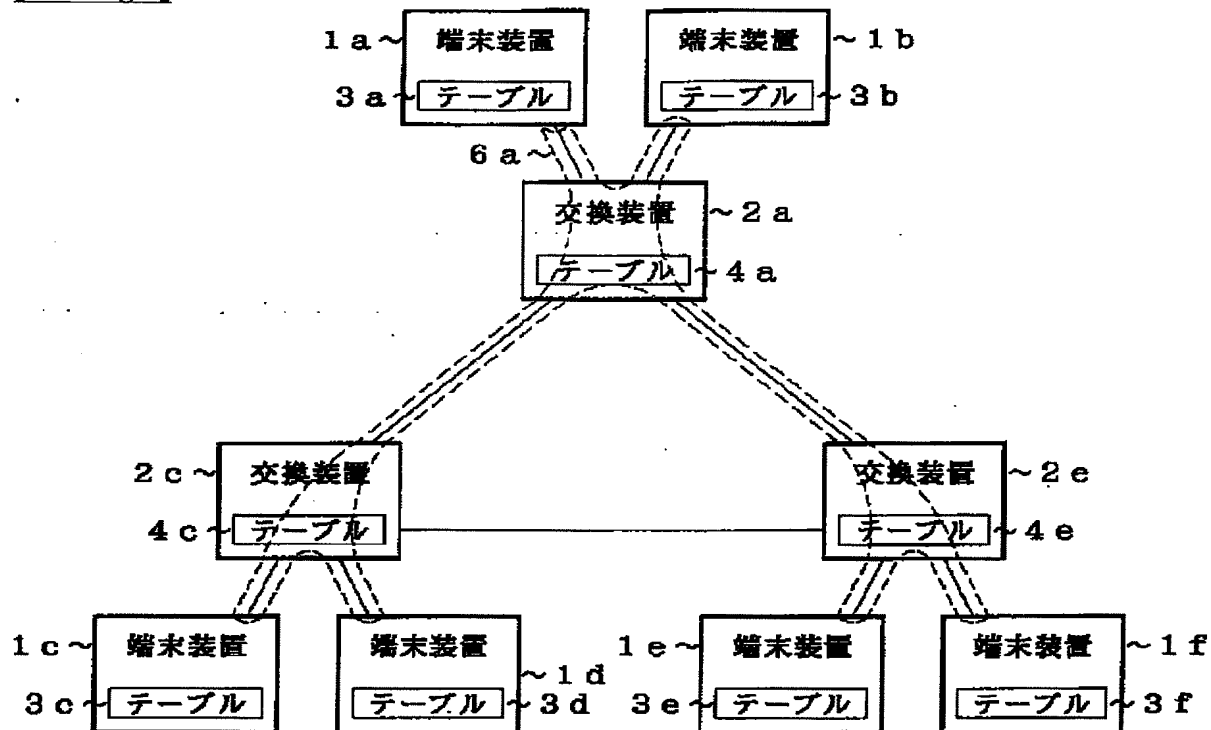 1a~ 端末装置 端末装置 ~1b
3a~ テーブル テーブル ~3b
6a~
交換装置 ~2a
テーブル ~4a
2c~ 交換装置 交換装置 ~2e
4c~ テーブル テーブル ~4e
1c~ 端末装置 端末装置 1e~ 端末装置 端末装置 ~1f
~1d
3c~ テーブル テーブル ~3d 3e~ テーブル テーブル ~3f